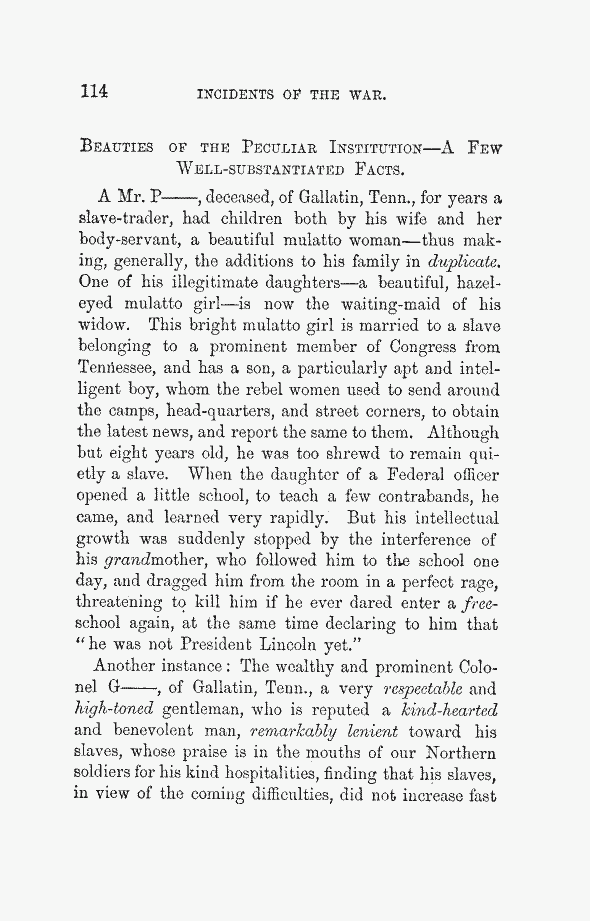 114 INCIDENTS OF THE WAR.
BEAUTIES OF THE PECULIAR INSTITUTION—A FEW
WELL-SUBSTANTIATED FACTS.
A Mr. P——, deceased, of Gallatin, Tenn., for years a
slave-trader, had children both by his wife and her
body-servant, a beautiful mulatto woman—thus mak-
ing, generally, the additions to his family in duplicate.
One of his illegitimate daughters—a beautiful, hazel-
eyed mulatto girl—is now the waiting-maid of his
widow. This bright mulatto girl is married to a slave
belonging to a prominent member of Congress from
Tennessee, and has a son, a particularly apt and intel-
ligent boy, whom the rebel women used to send around
the camps, head-quarters, and street corners, to obtain
the latest news, and report the same to them. Although
but eight years old, he was too shrewd to remain qui-
etly a slave. When the daughter of a Federal officer
opened a little school, to teach a few contrabands, he
came, and learned very rapidly. But his intellectual
growth was suddenly stopped by the interference of
his grandmother, who followed him to the school one
day, and dragged him from the room in a perfect rage,
threatening to kill him if he ever dared enter a free-
school again, at the same time declaring to him that
"he was not President Lincoln yet."
Another instance: The wealthy and prominent Colo-
nel G——, of Gallatin, Tenn., a very respectable and
high-toned gentleman, who is reputed a kind-hearted
and benevolent man, remarkably lenient toward his
slaves, whose praise is in the mouths of our Northern
soldiers for his kind hospitalities, finding that his slaves,
in view of the coming difficulties, did not increase fast